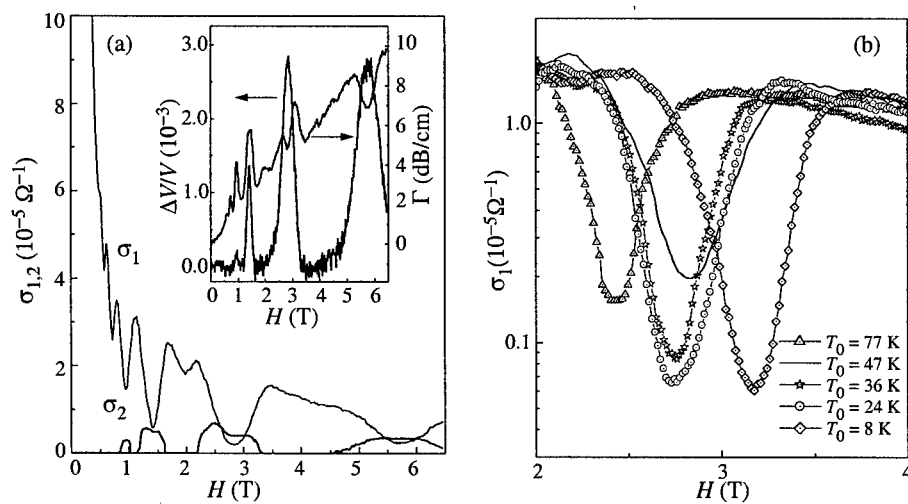 (a)
10
8
6
4
2
0
σ₁,₂ (10⁻⁵ Ω⁻¹)
σ₁
σ₂
0 1 2 3 4 5 6
H (T)
3.0
2.0
1.0
0.0
ΔV/V (10⁻³)
10
8
6
4
2
0
Γ (dB/cm)
0 1 2 3 4 5 6
H (T)
(b)
1.0
0.1
σ₁(10⁻⁵Ω⁻¹)
T₀ = 77 K
T₀ = 47 K
T₀ = 36 K
T₀ = 24 K
T₀ = 8 K
2 3 4
H (T)